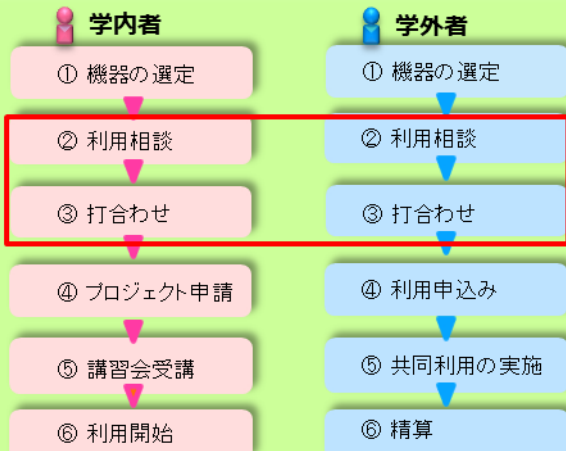 学内者
① 機器の選定
② 利用相談
③ 打合わせ
④ プロジェクト申請
⑤ 講習会受講
⑥ 利用開始
学外者
① 機器の選定
② 利用相談
③ 打合わせ
④ 利用申込み
⑤ 共同利用の実施
⑥ 精算